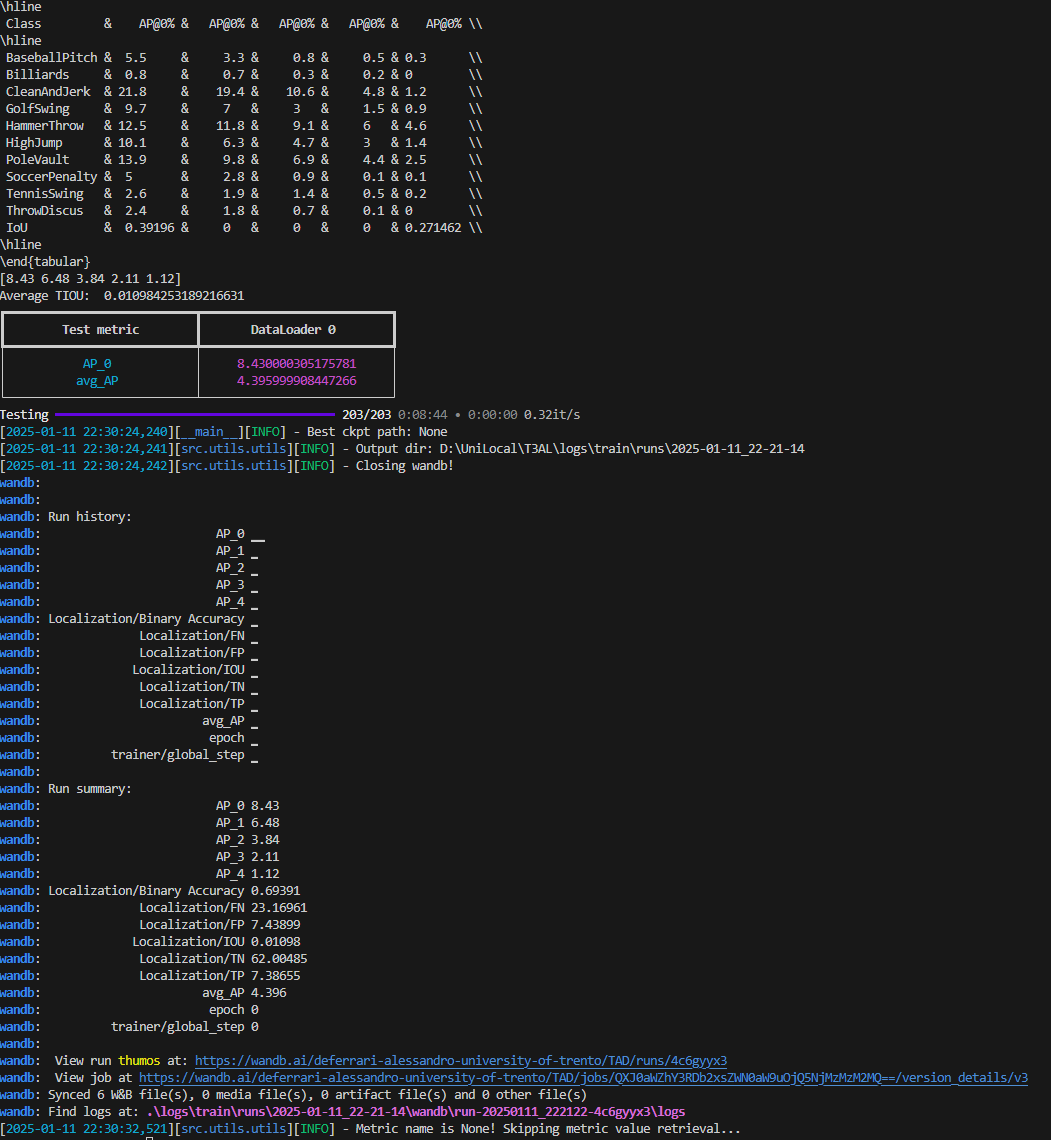 \hline
Class & AP@0% & AP@0% & AP@0% & AP@0% & AP@0% \\
\hline
BaseballPitch & 5.5 & 3.3 & 0.8 & 0.5 & 0.3 \\
Billiards & 0.8 & 0.7 & 0.3 & 0.2 & 0 \\
CleanAndJerk & 21.8 & 19.4 & 10.6 & 4.8 & 1.2 \\
GolfSwing & 9.7 & 7 & 3 & 1.5 & 0.9 \\
HammerThrow & 12.5 & 11.8 & 9.1 & 6 & 4.6 \\
HighJump & 10.1 & 6.3 & 4.7 & 3 & 1.4 \\
PoleVault & 13.9 & 9.8 & 6.9 & 4.4 & 2.5 \\
SoccerPenalty & 5 & 2.8 & 0.9 & 0.1 & 0.1 \\
TennisSwing & 2.6 & 1.9 & 1.4 & 0.5 & 0.2 \\
ThrowDiscus & 2.4 & 1.8 & 0.7 & 0.1 & 0 \\
IoU & 0.39196 & 0 & 0 & 0 & 0.271462 \\
\hline
\end{tabular}
[8.43 6.48 3.84 2.11 1.12]
Average TIOU:  0.010984253189216631
Test metric DataLoader 0
AP_0 8.430000305175781
avg_AP 4.395999908447266
Testing 203/203 0:08:44 • 0:00:00 0.32it/s
[2025-01-11 22:30:24,240][__main__][INFO] - Best ckpt path: None
[2025-01-11 22:30:24,241][src.utils.utils][INFO] - Output dir: D:\UniLocal\T3AL\logs\train\runs\2025-01-11_22-21-14
[2025-01-11 22:30:24,242][src.utils.utils][INFO] - Closing wandb!
wandb:
wandb:
wandb: Run history:
wandb: AP_0 __
wandb: AP_1 _
wandb: AP_2 _
wandb: AP_3 _
wandb: AP_4 _
wandb: Localization/Binary Accuracy _
wandb: Localization/FN _
wandb: Localization/FP _
wandb: Localization/IOU _
wandb: Localization/TN _
wandb: Localization/TP _
wandb: avg_AP _
wandb: epoch _
wandb: trainer/global_step _
wandb:
wandb: Run summary:
wandb: AP_0 8.43
wandb: AP_1 6.48
wandb: AP_2 3.84
wandb: AP_3 2.11
wandb: AP_4 1.12
wandb: Localization/Binary Accuracy 0.69391
wandb: Localization/FN 23.16961
wandb: Localization/FP 7.43899
wandb: Localization/IOU 0.01098
wandb: Localization/TN 62.00485
wandb: Localization/TP 7.38655
wandb: avg_AP 4.396
wandb: epoch 0
wandb: trainer/global_step 0
wandb:
wandb: View run thumos at: https://wandb.ai/deferrari-alessandro-university-of-trento/TAD/runs/4c6gyyx3
wandb: View job at https://wandb.ai/deferrari-alessandro-university-of-trento/TAD/jobs/QXJ0aWZhY3RDb2xsZWN0aW9uOjQ5NjMzMzM2MQ==/version_details/v3
wandb: Synced 6 W&B file(s), 0 media file(s), 0 artifact file(s) and 0 other file(s)
wandb: Find logs at: .\logs\train\runs\2025-01-11_22-21-14\wandb\run-20250111_222122-4c6gyyx3\logs
[2025-01-11 22:30:32,521][src.utils.utils][INFO] - Metric name is None! Skipping metric value retrieval...